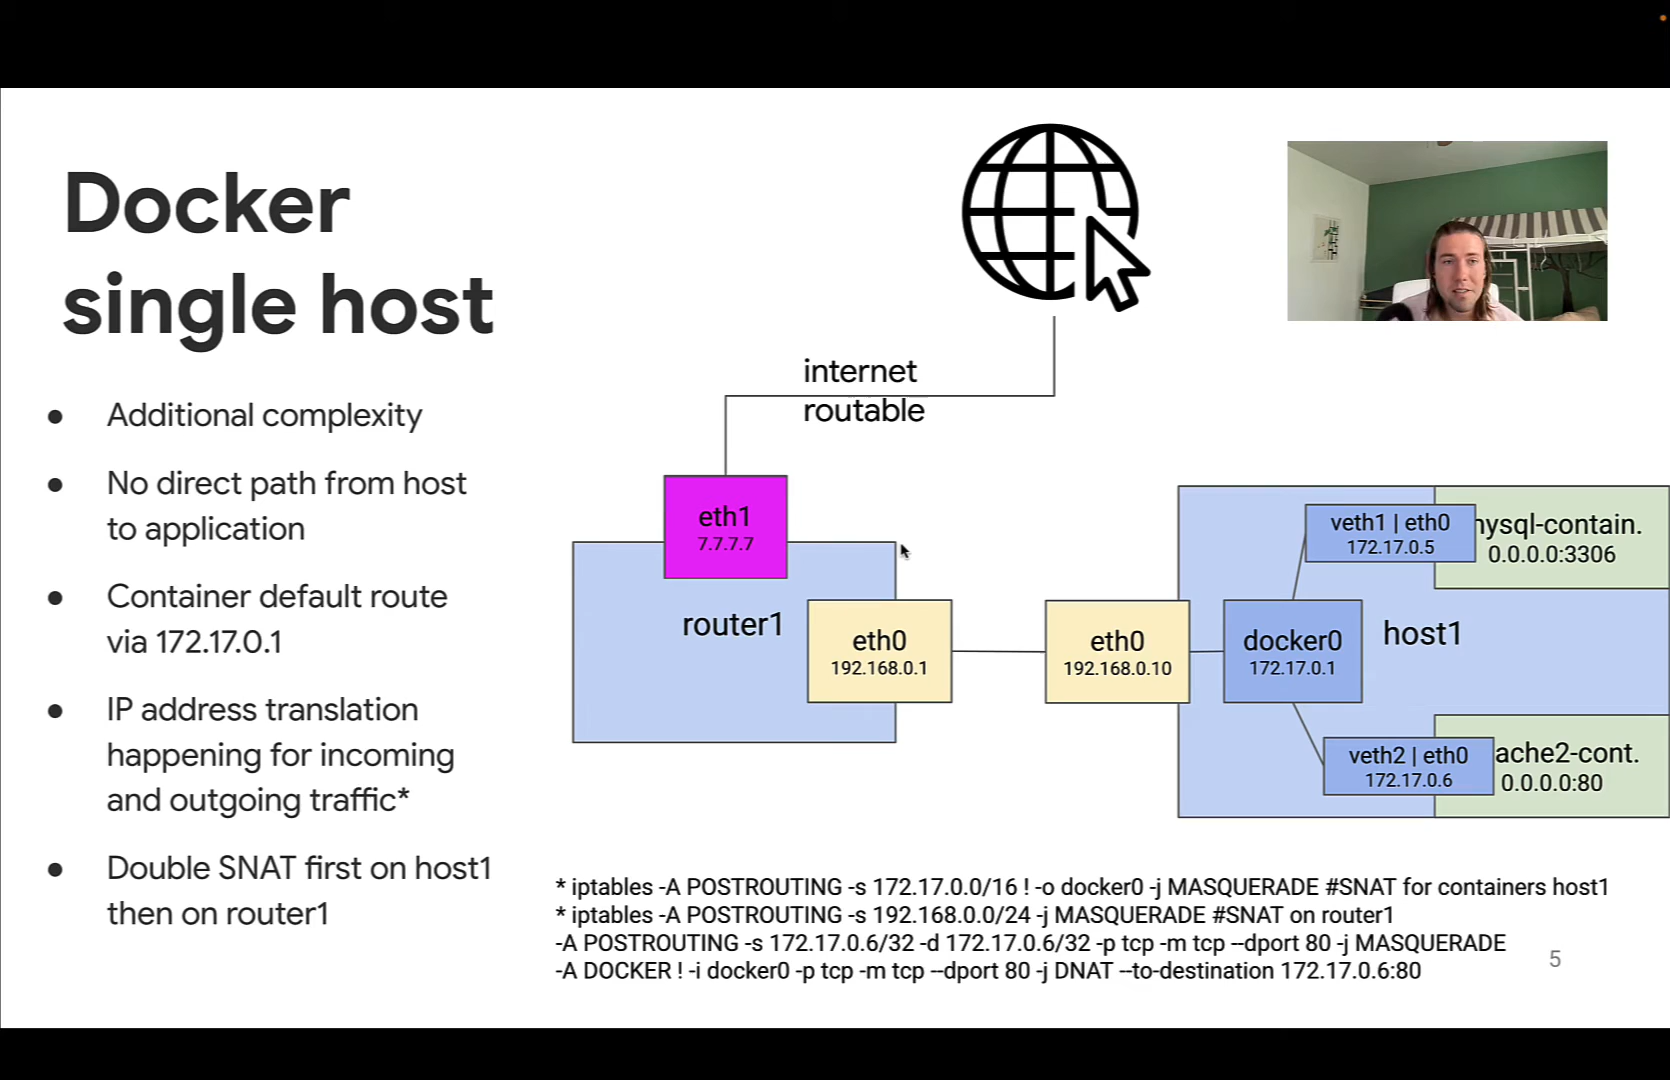 Docker
single host
● Additional complexity
● No direct path from host
to application
● Container default route
via 172.17.0.1
● IP address translation
happening for incoming
and outgoing traffic*
● Double SNAT first on host1
then on router1
internet
routable
eth1
7.7.7.7
router1
eth0
192.168.0.1
eth0
192.168.0.10
docker0
172.17.0.1
host1
veth1 | eth0
172.17.0.5
ysql-contain.
0.0.0.0:3306
veth2 | eth0
172.17.0.6
ache2-cont.
0.0.0.0:80
* iptables -A POSTROUTING -s 172.17.0.0/16 ! -o docker0 -j MASQUERADE #SNAT for containers host1
* iptables -A POSTROUTING -s 192.168.0.0/24 -j MASQUERADE #SNAT on router1
-A POSTROUTING -s 172.17.0.6/32 -d 172.17.0.6/32 -p tcp -m tcp --dport 80 -j MASQUERADE
-A DOCKER ! -i docker0 -p tcp -m tcp --dport 80 -j DNAT --to-destination 172.17.0.6:80
5